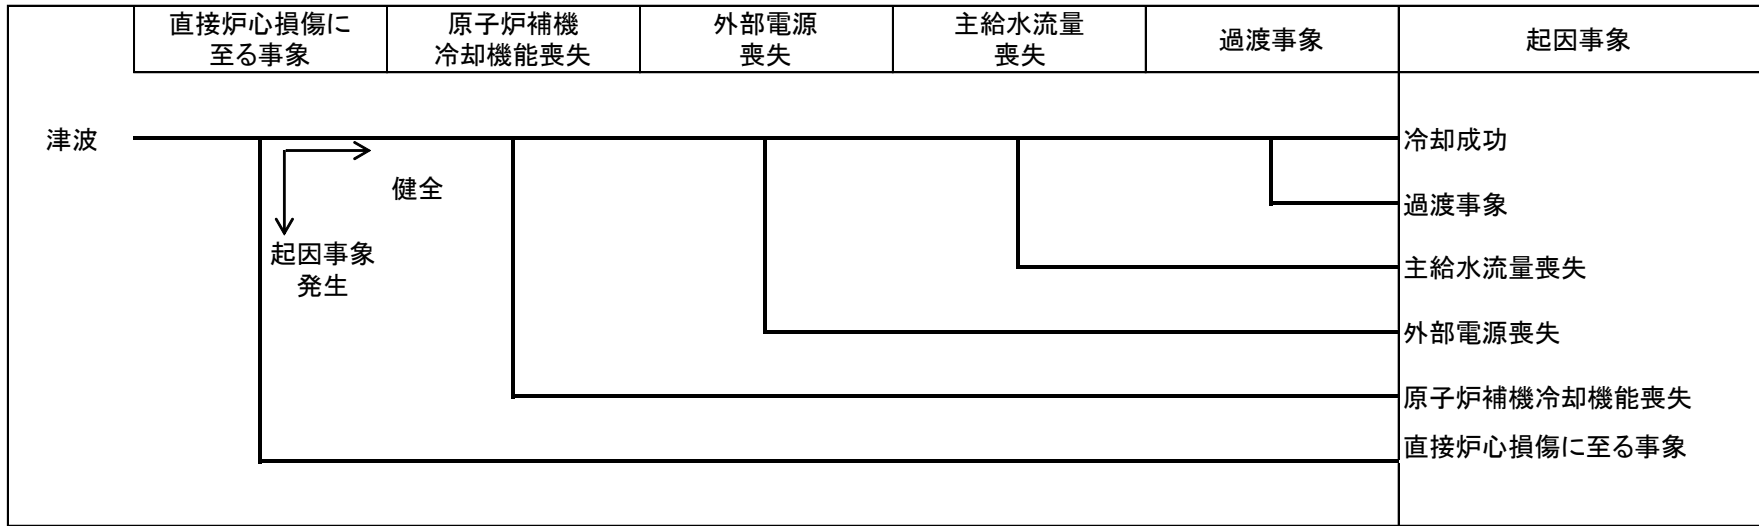 直接炉心損傷に
至る事象
原子炉補機
冷却機能喪失
外部電源
喪失
主給水流量
喪失
過渡事象
起因事象
津波
冷却成功
健全
過渡事象
起因事象
発生
主給水流量喪失
外部電源喪失
原子炉補機冷却機能喪失
直接炉心損傷に至る事象